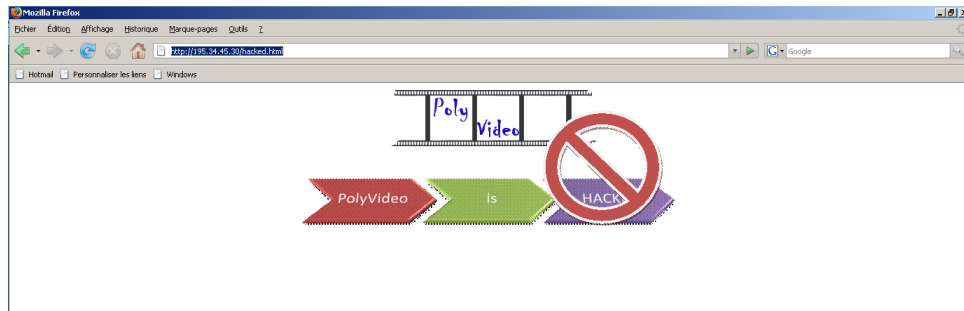 Mozilla Firefox
Fichier Édition Affichage Historique Marque-pages Outils ?
http://195.34.45.30/hacked.html
G Google
Hotmail Personnaliser les liens Windows
Poly
Video
PolyVideo is HACK